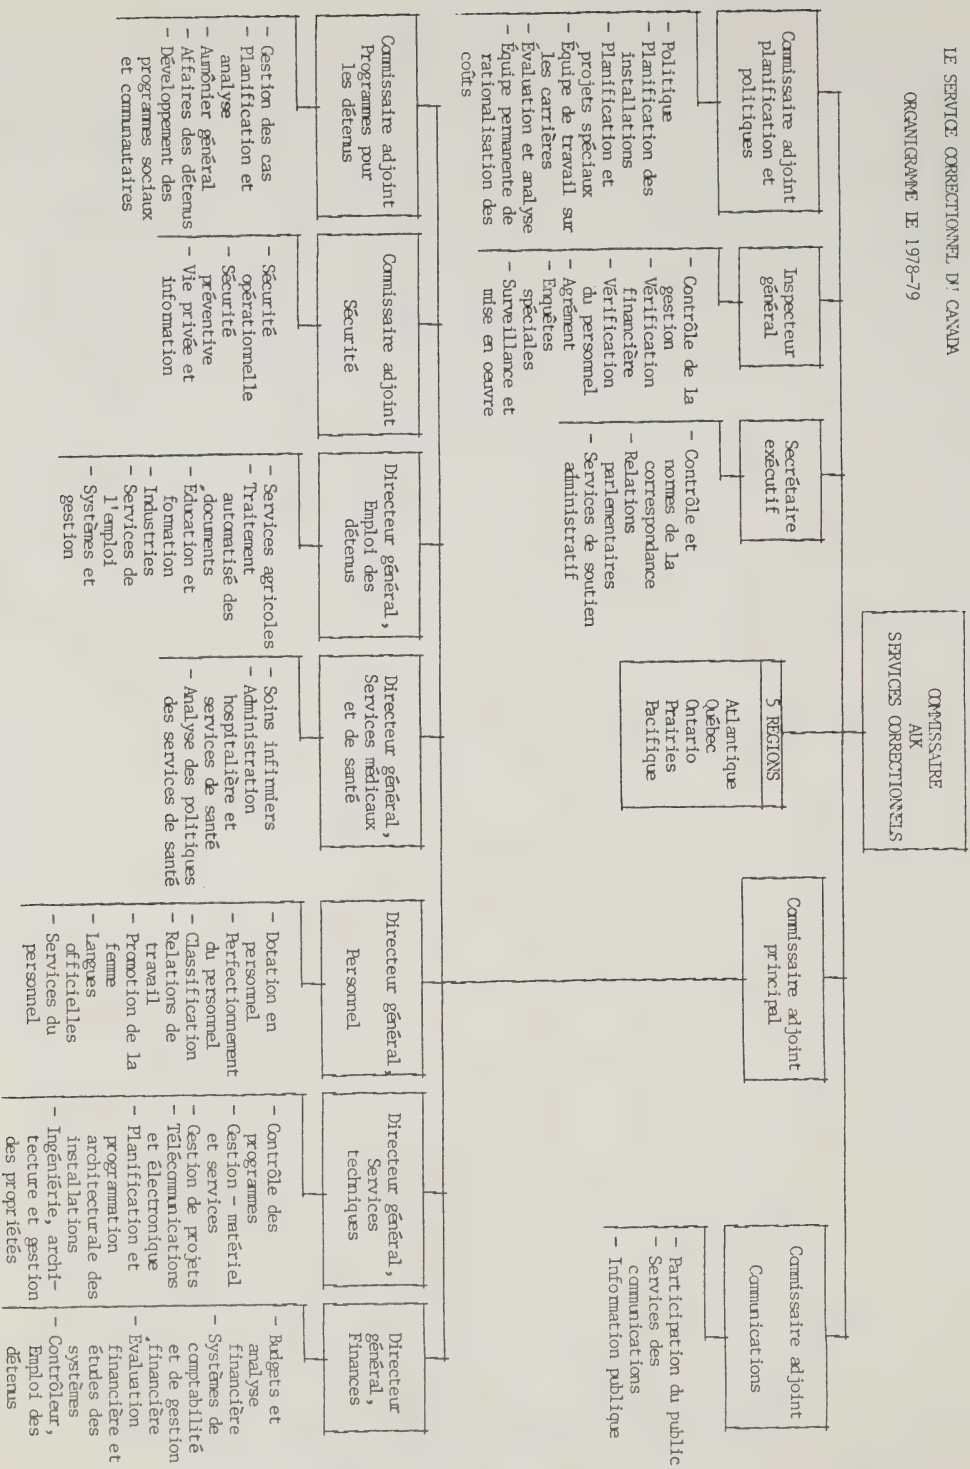 LE SERVICE CORRECTIONNEL DU CANADA
ORGANIGRAMME DE 1978-79
COMMISSAIRE
AUX
SERVICES CORRECTIONNELS
Commissaire adjoint
planification et
politiques
- Politique
- Planification des
installations
- Planification et
projets spéciaux
- Équipe de travail sur
les carrières
- Évaluation et analyse
- Équipe permanente de
rationalisation des
coûts
Inspecteur
général
- Contrôle de la
gestion
- Vérification
financière
- Vérification
du personnel
- Agrément
- Enquêtes
spéciales
- Surveillance et
mise en oeuvre
Secrétaire
exécutif
- Contrôle et
normes de la
correspondance
- Relations
parlementaires
- Services de soutien
administratif
5 RÉGIONS
Atlantique
Québec
Ontario
Prairies
Pacifique
Commissaire adjoint
principal
Commissaire adjoint
Communications
- Participation du public
- Services des
communications
- Information publique
Commissaire adjoint
Programmes pour
les détenus
- Gestion des cas
- Planification et
analyse
- Aumônier général
- Affaires des détenus
- Développement des
programmes sociaux
et communautaires
Commissaire adjoint
Sécurité
- Sécurité
opérationnelle
- Sécurité
préventive
- Vie privée et
information
Directeur général,
Emploi des
détenus
- Services agricoles
- Traitement
automatisé des
documents
- Éducation et
formation
- Industries
- Services de
l'emploi
- Systèmes et
gestion
Directeur général,
Services médicaux
et de santé
- Soins infirmiers
- Administration
hospitalière et
services de santé
- Analyse des politiques
des services de santé
Directeur général,
Personnel
- Dotation en
personnel
- Perfectionnement
du personnel
- Classification
- Relations de
travail
- Promotion de la
femme
- Langues
officielles
- Services du
personnel
Directeur général,
Services
techniques
- Contrôle des
programmes
- Gestion - matériel
et services
- Gestion de projets
- Télécommunications
et électronique
- Planification et
programmation
architecturale des
installations
- Ingéniérie, archi-
tecture et gestion
des propriétés
Directeur
général,
Finances
- Budgets et
analyse
financière
- Systèmes de
comptabilité
et de gestion
financière
- Évaluation
financière et
études des
systèmes
- Contrôleur,
Emploi des
détenus